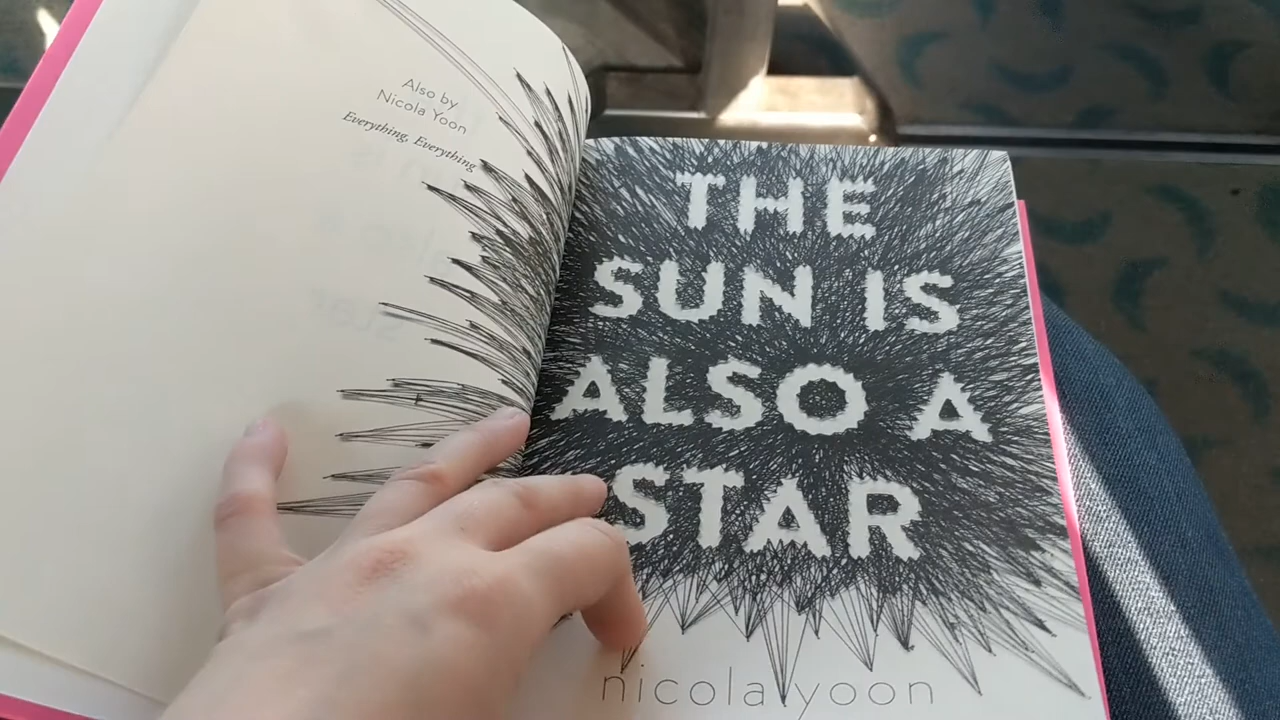 Also by
Nicola Yoon
Everything, Everything
THE
SUN IS
ALSO A
STAR
nicola yoon